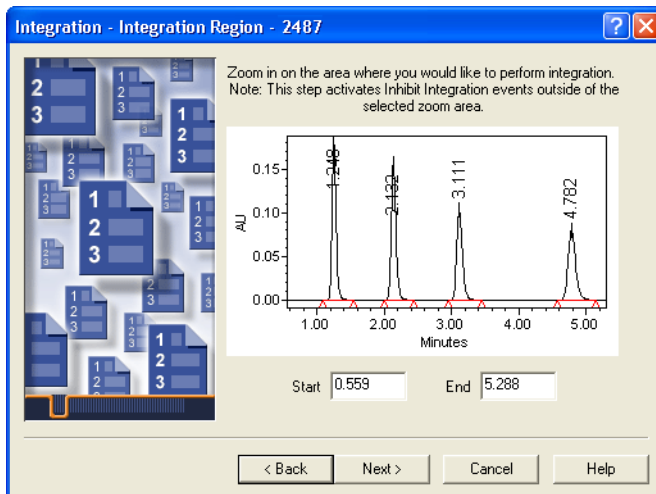 Integration - Integration Region - 2487
Zoom in on the area where you would like to perform integration.
Note: This step activates Inhibit Integration events outside of the
selected zoom area.
AU
0.15
0.10
0.05
0.00
1.248
2.132
3.111
4.782
1.00 2.00 3.00 4.00 5.00
Minutes
Start 0.559 End 5.288
< Back Next > Cancel Help